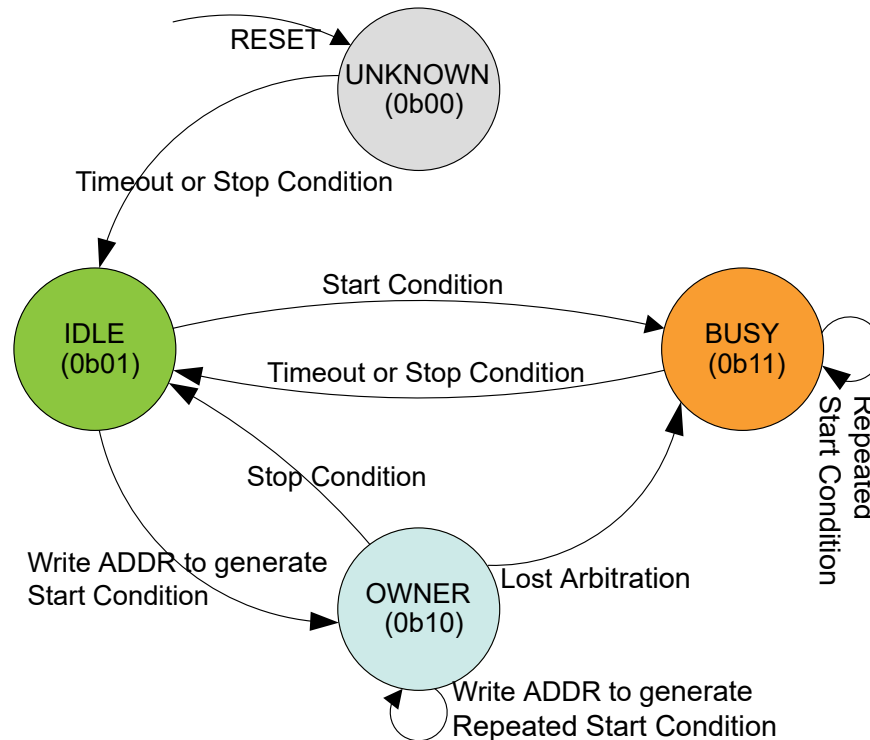 RESET
UNKNOWN
(0b00)
Timeout or Stop Condition
Start Condition
IDLE
(0b01)
BUSY
(0b11)
Timeout or Stop Condition
Repeated
Start Condition
Stop Condition
Write ADDR to generate
Start Condition
Lost Arbitration
OWNER
(0b10)
Write ADDR to generate
Repeated Start Condition